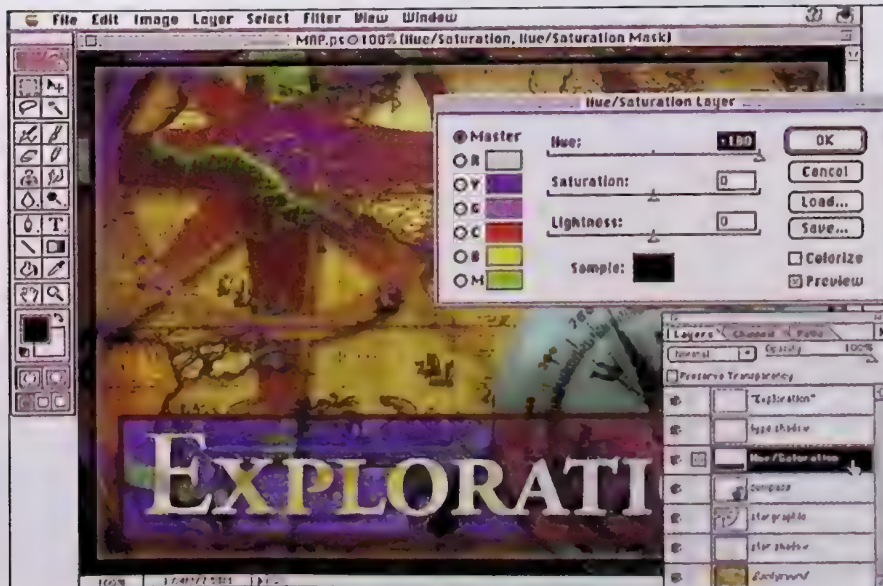 File Edit Image Layer Select Filter View Window
MAP.ps @ 100% (Hue/Saturation, Hue/Saturation Mask)
Hue/Saturation Layer
Master
R
Y
G
C
B
M
Hue:
+180
Saturation:
0
Lightness:
0
Sample:
OK
Cancel
Load...
Save...
Colorize
Preview
Layers Channels Paths
Normal Opacity 100%
Preserve Transparency
"Exploration"
type shadow
Hue/Saturation
compass
star graphic
star shadow
Background
T
EXPLORATI
100%